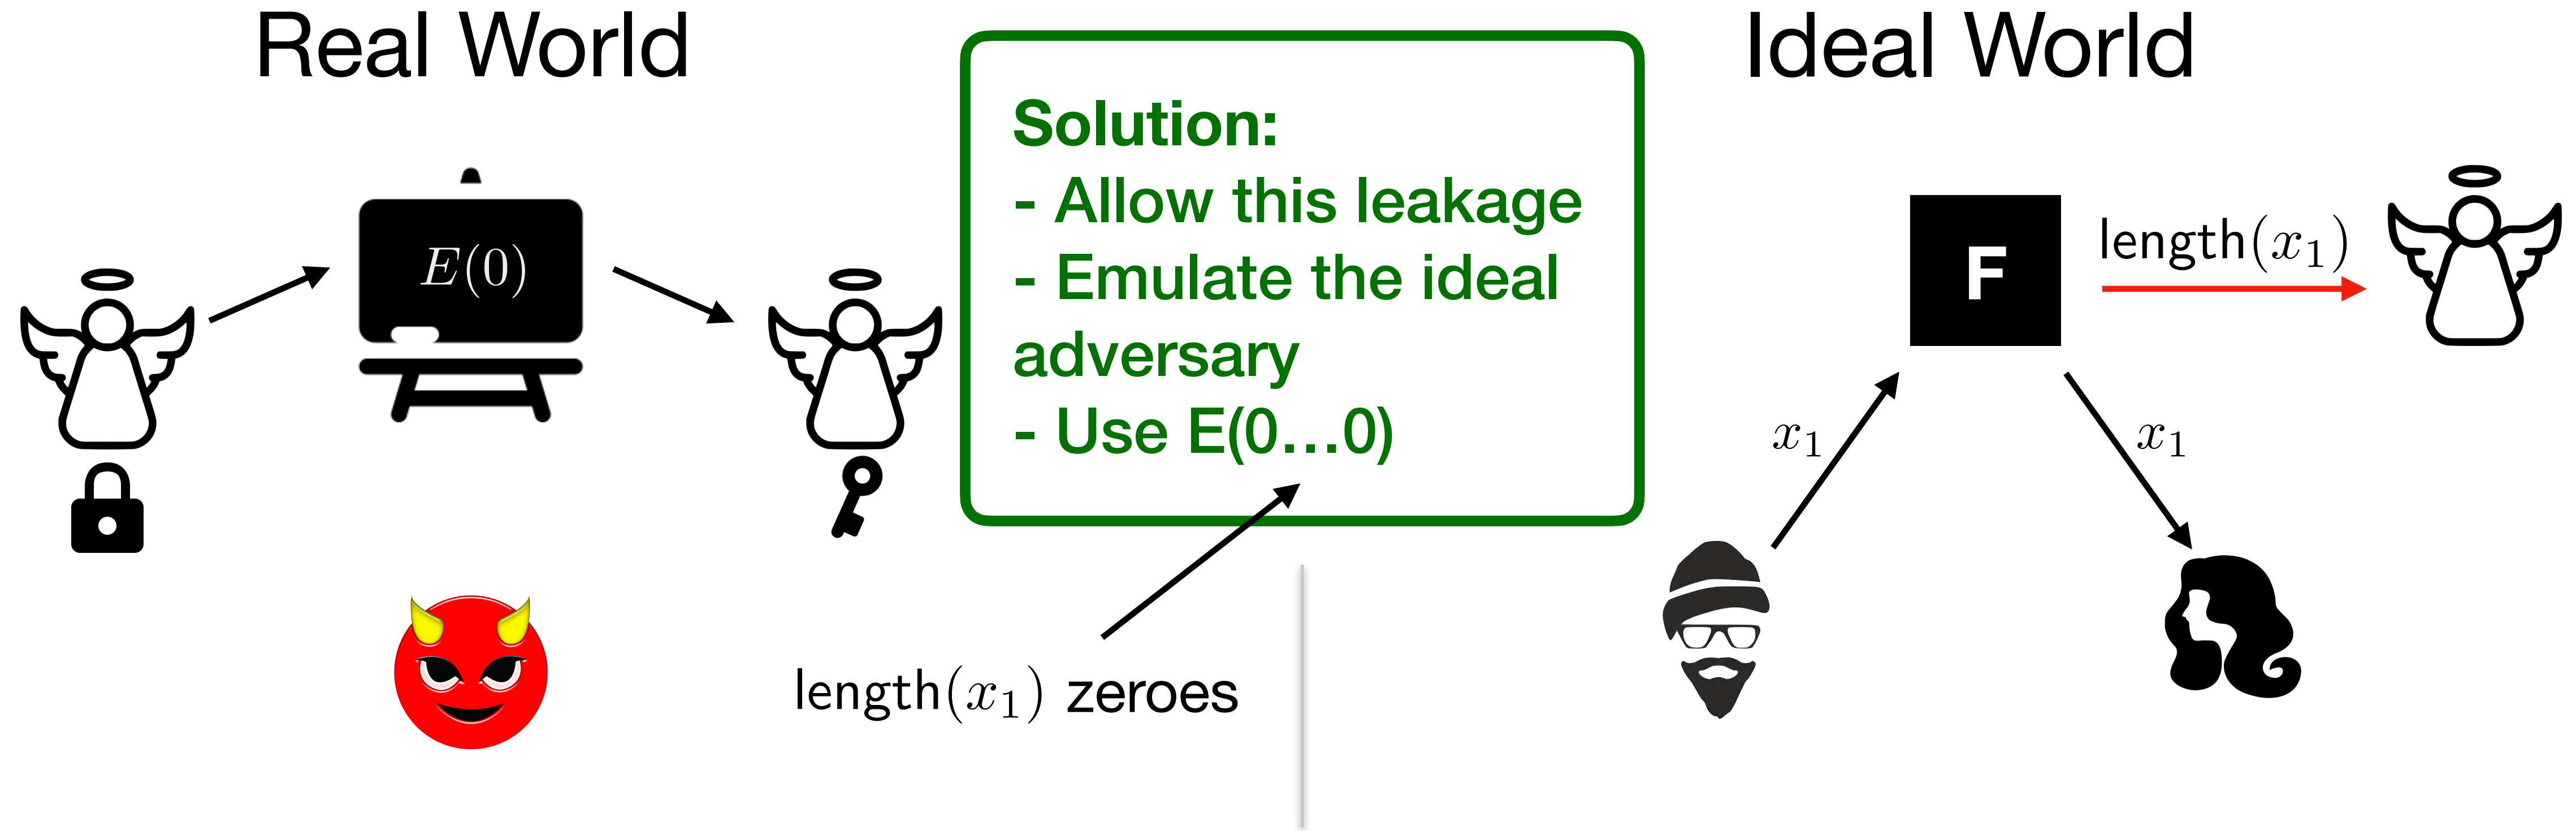 Real World
E(0)
Solution:
- Allow this leakage
- Emulate the ideal
adversary
- Use E(0...0)
length(x₁) zeroes
Ideal World
F
length(x₁)
x₁
x₁